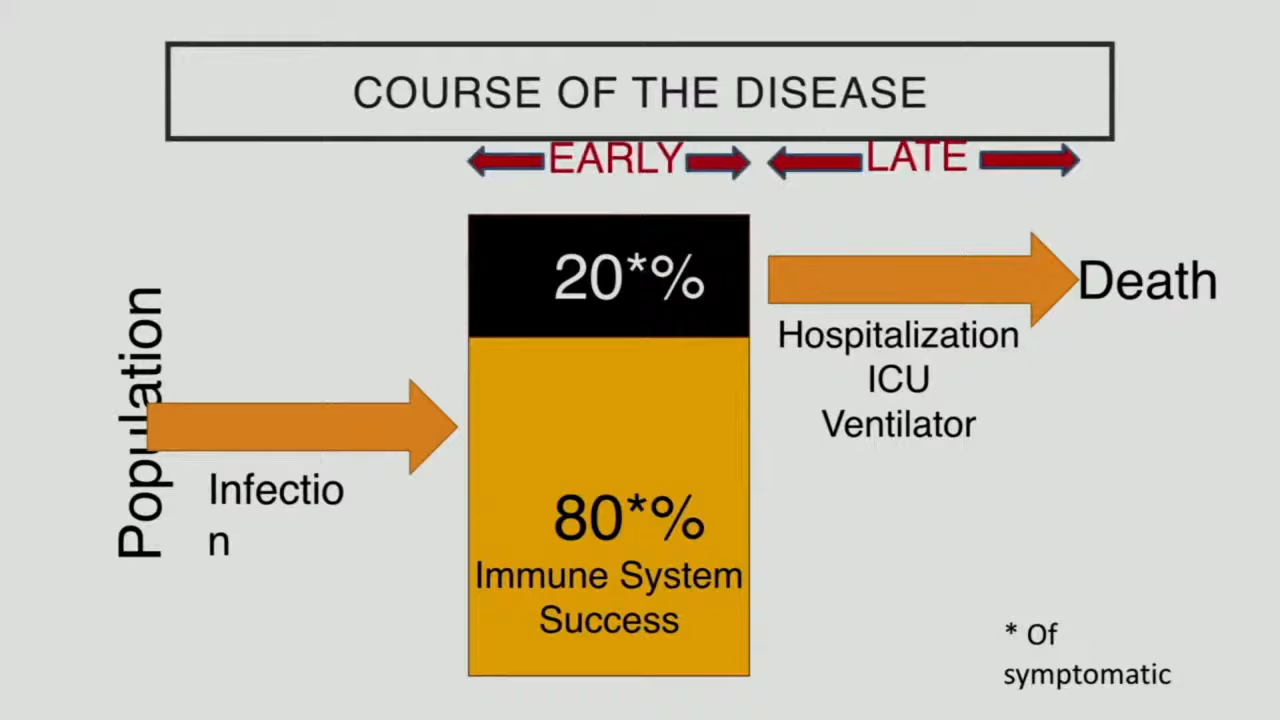 COURSE OF THE DISEASE
EARLY
LATE
20*%
Death
Hospitalization
ICU
Ventilator
Population
Infectio
n
80*%
Immune System
Success
* Of
symptomatic